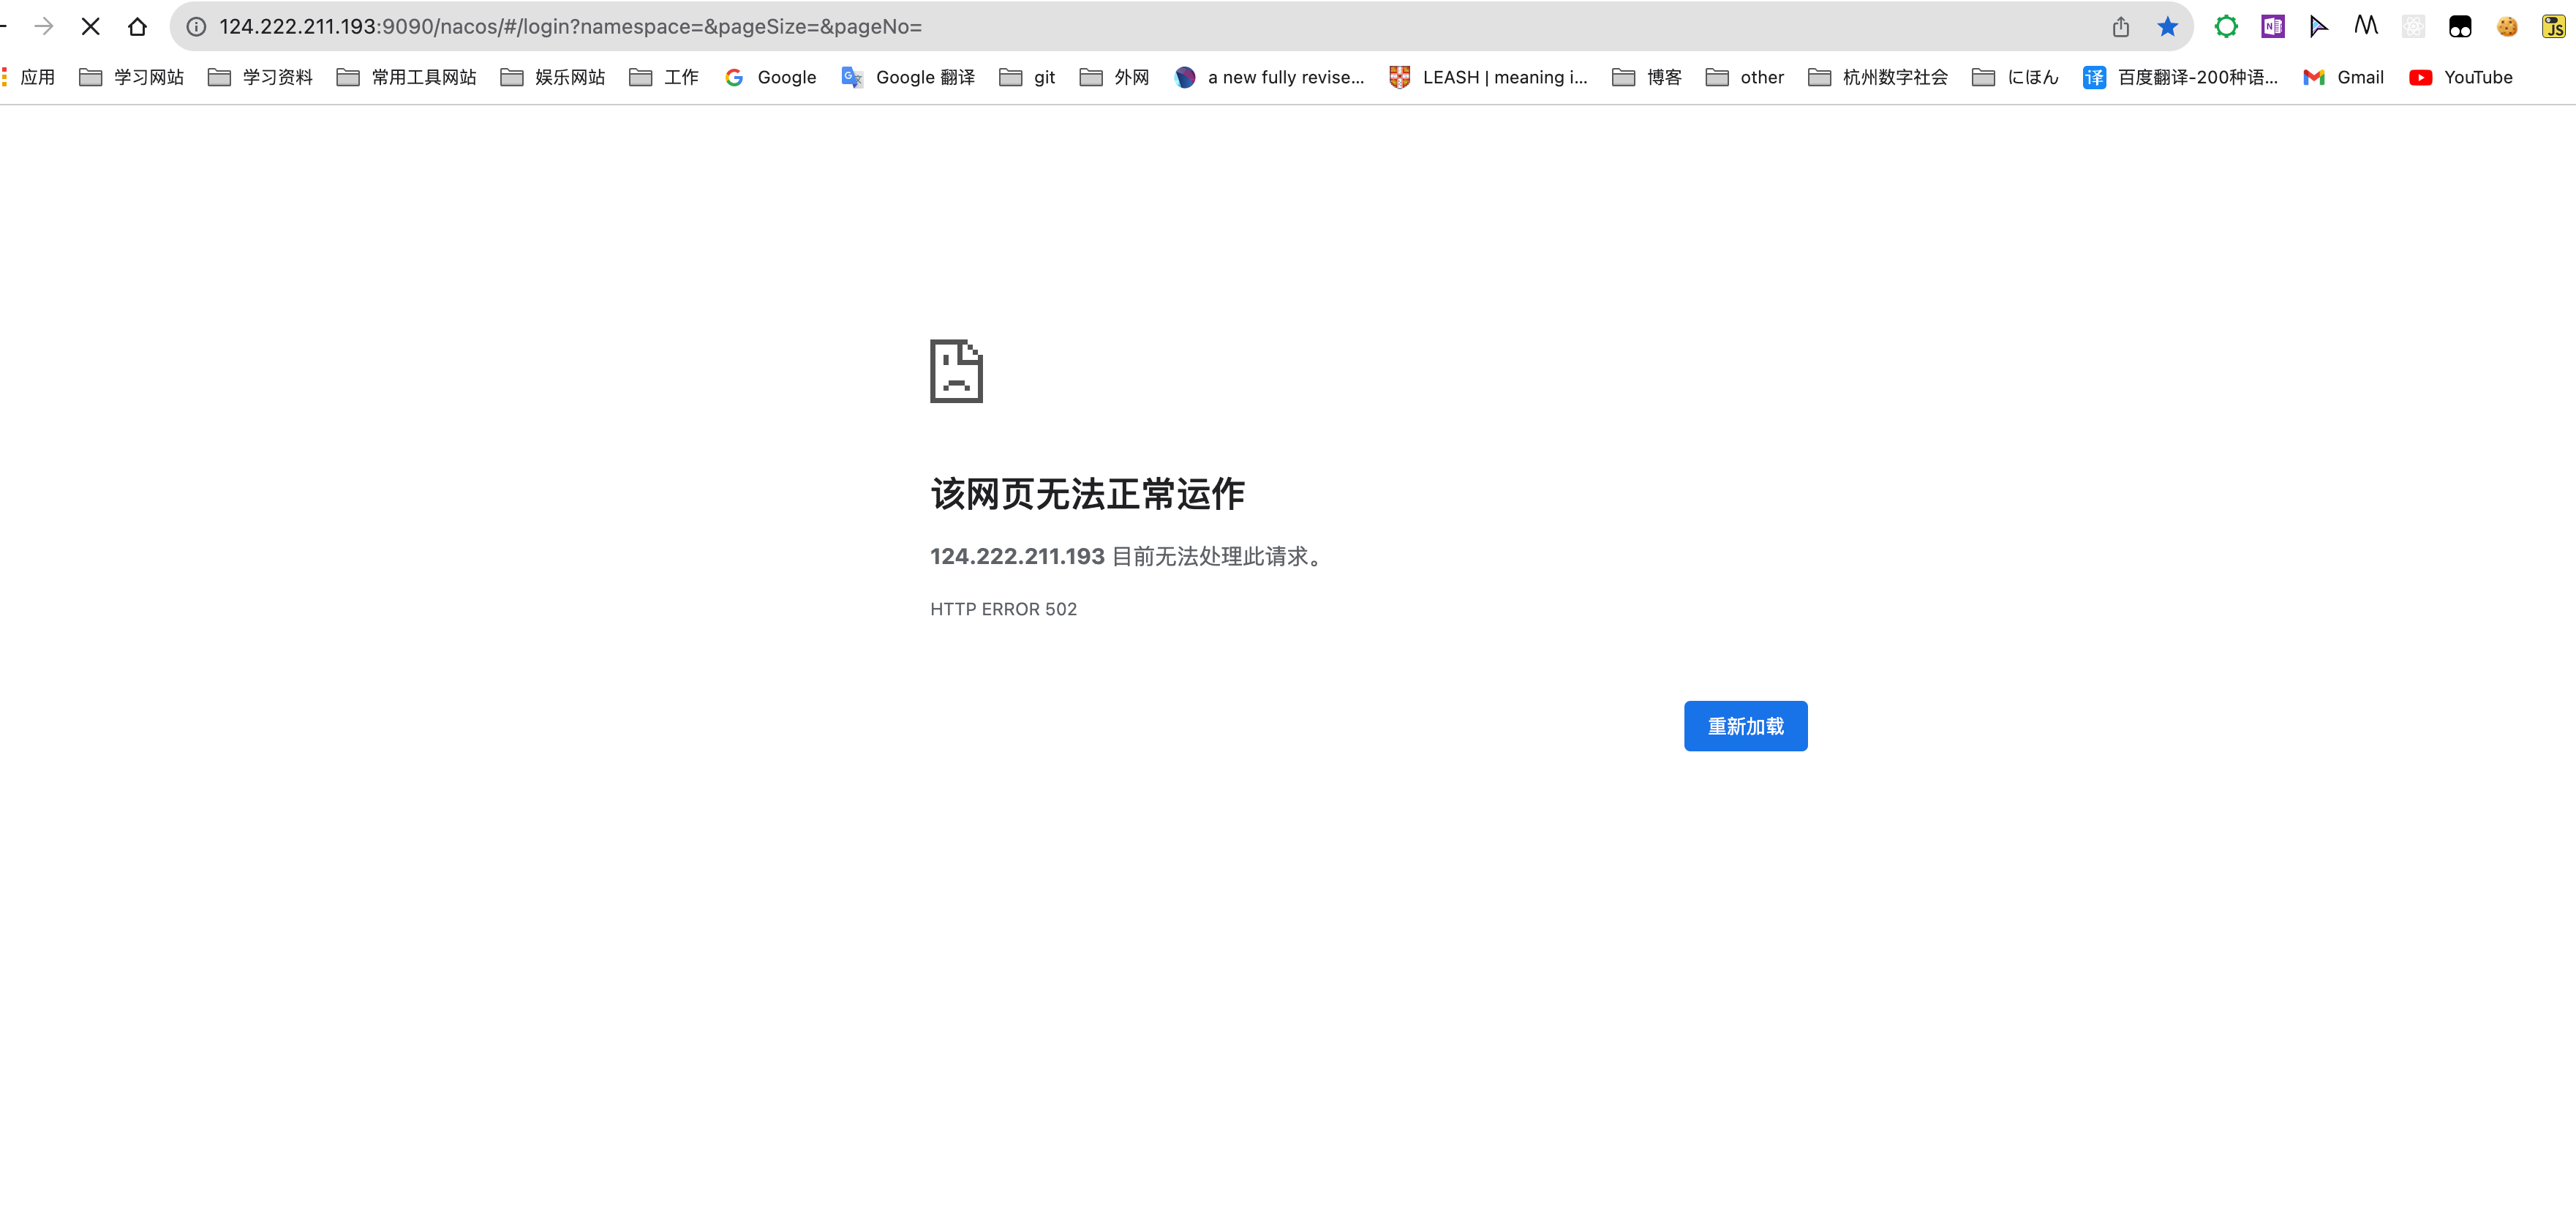 124.222.211.193:9090/nacos/#/login?namespace=&pageSize=&pageNo=
应用 学习网站 学习资料 常用工具网站 娱乐网站 工作 Google Google 翻译 git 外网 a new fully revise... LEASH | meaning i... 博客 other 杭州数字社会 にほん 百度翻译-200种语... Gmail YouTube
该网页无法正常运作
124.222.211.193 目前无法处理此请求。
HTTP ERROR 502
重新加载